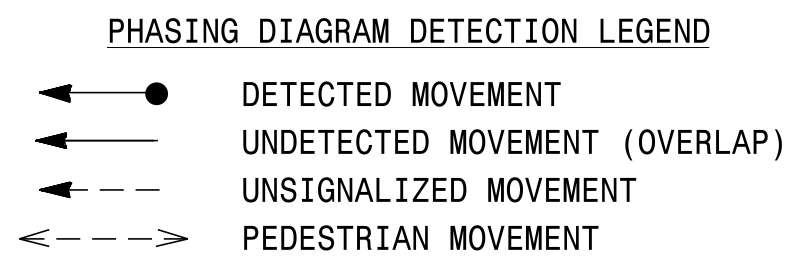 PHASING DIAGRAM DETECTION LEGEND
DETECTED MOVEMENT
UNDETECTED MOVEMENT (OVERLAP)
UNSIGNALIZED MOVEMENT
PEDESTRIAN MOVEMENT